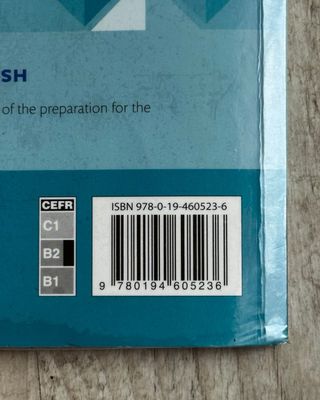 SH
of the preparation for the
CEFR
C1
B2
B1
ISBN 978-0-19-460523-6
9 780194 605236